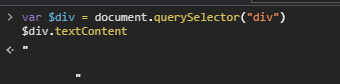 var $div = document.querySelector("div")
$div.textContent
"
"